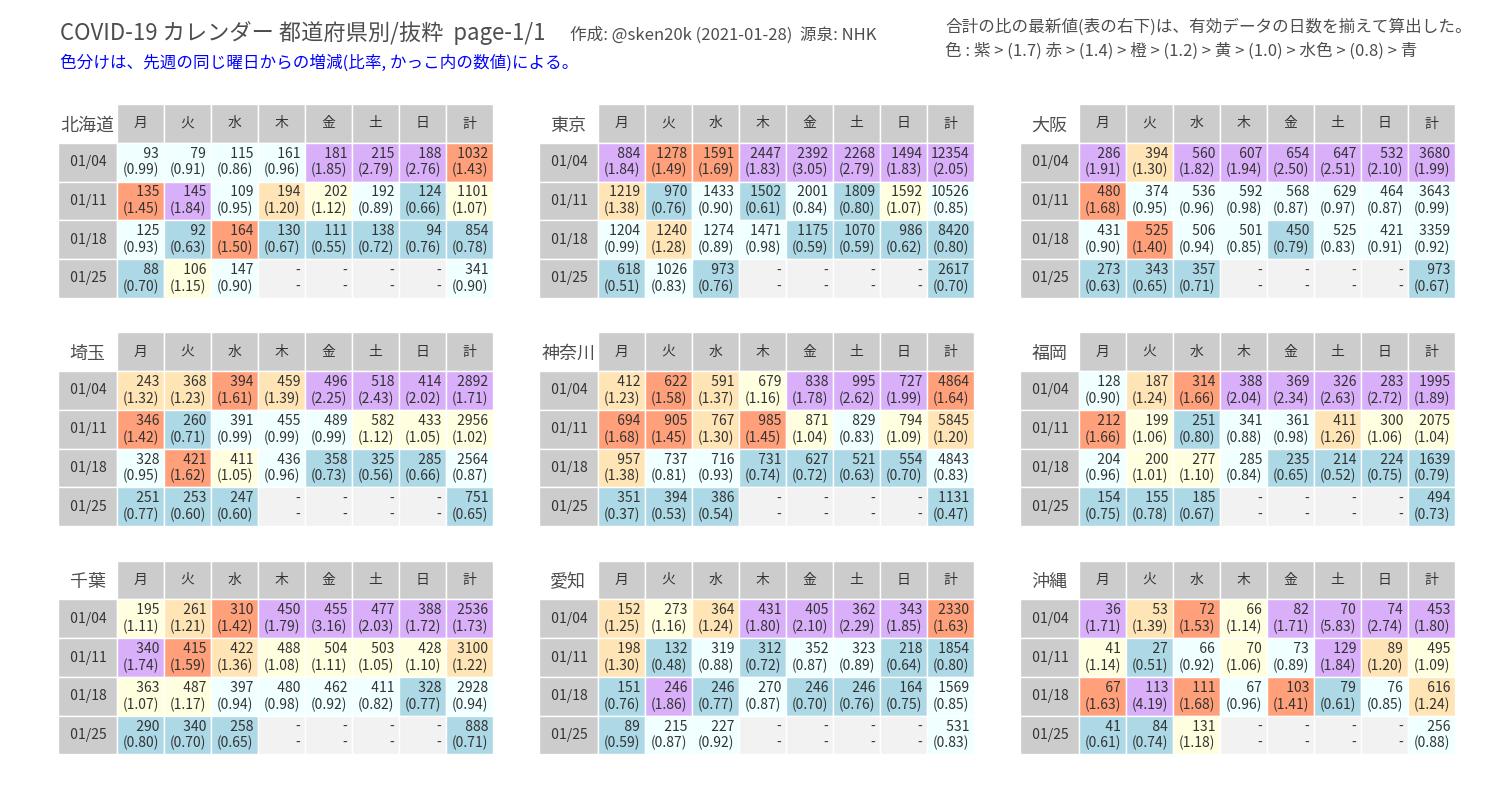 COVID-19 カレンダー 都道府県別/抜粋 page-1/1 作成: @sken20k (2021-01-28) 源泉: NHK
色分けは、先週の同じ曜日からの増減(比率, かっこ内の数値)による。
合計の比の最新値(表の右下)は、有効データの日数を揃えて算出した。
色 : 紫 > (1.7) 赤 > (1.4) > 橙 > (1.2) > 黄 > (1.0) > 水色 > (0.8) > 青
北海道 月 火 水 木 金 土 日 計
01/04 93 79 115 161 181 215 188 1032
(0.99) (0.91) (0.86) (0.96) (1.85) (2.79) (2.76) (1.43)
01/11 135 145 109 194 202 192 124 1101
(1.45) (1.84) (0.95) (1.20) (1.12) (0.89) (0.66) (1.07)
01/18 125 92 164 130 111 138 94 854
(0.93) (0.63) (1.50) (0.67) (0.55) (0.72) (0.76) (0.78)
01/25 88 106 147 - - - - 341
(0.70) (1.15) (0.90) - - - - (0.90)
東京 月 火 水 木 金 土 日 計
01/04 884 1278 1591 2447 2392 2268 1494 12354
(1.84) (1.49) (1.69) (1.83) (3.05) (2.79) (1.83) (2.05)
01/11 1219 970 1433 1502 2001 1809 1592 10526
(1.38) (0.76) (0.90) (0.61) (0.84) (0.80) (1.07) (0.85)
01/18 1204 1240 1274 1471 1175 1070 986 8420
(0.99) (1.28) (0.89) (0.98) (0.59) (0.59) (0.62) (0.80)
01/25 618 1026 973 - - - - 2617
(0.51) (0.83) (0.76) - - - - (0.70)
大阪 月 火 水 木 金 土 日 計
01/04 286 394 560 607 654 647 532 3680
(1.91) (1.30) (1.82) (1.94) (2.50) (2.51) (2.10) (1.99)
01/11 480 374 536 592 568 629 464 3643
(1.68) (0.95) (0.96) (0.98) (0.87) (0.97) (0.87) (0.99)
01/18 431 525 506 501 450 525 421 3359
(0.90) (1.40) (0.94) (0.85) (0.79) (0.83) (0.91) (0.92)
01/25 273 343 357 - - - - 973
(0.63) (0.65) (0.71) - - - - (0.67)
埼玉 月 火 水 木 金 土 日 計
01/04 243 368 394 459 496 518 414 2892
(1.32) (1.23) (1.61) (1.39) (2.25) (2.43) (2.02) (1.71)
01/11 346 260 391 455 489 582 433 2956
(1.42) (0.71) (0.99) (0.99) (0.99) (1.12) (1.05) (1.02)
01/18 328 421 411 436 358 325 285 2564
(0.95) (1.62) (1.05) (0.96) (0.73) (0.56) (0.66) (0.87)
01/25 251 253 247 - - - - 751
(0.77) (0.60) (0.60) - - - - (0.65)
神奈川 月 火 水 木 金 土 日 計
01/04 412 622 591 679 838 995 727 4864
(1.23) (1.58) (1.37) (1.16) (1.78) (2.62) (1.99) (1.64)
01/11 694 905 767 985 871 829 794 5845
(1.68) (1.45) (1.30) (1.45) (1.04) (0.83) (1.09) (1.20)
01/18 957 737 716 731 627 521 554 4843
(1.38) (0.81) (0.93) (0.74) (0.72) (0.63) (0.70) (0.83)
01/25 351 394 386 - - - - 1131
(0.37) (0.53) (0.54) - - - - (0.47)
福岡 月 火 水 木 金 土 日 計
01/04 128 187 314 388 369 326 283 1995
(0.90) (1.24) (1.66) (2.04) (2.34) (2.63) (2.72) (1.89)
01/11 212 199 251 341 361 411 300 2075
(1.66) (1.06) (0.80) (0.88) (0.98) (1.26) (1.06) (1.04)
01/18 204 200 277 285 235 214 224 1639
(0.96) (1.01) (1.10) (0.84) (0.65) (0.52) (0.75) (0.79)
01/25 154 155 185 - - - - 494
(0.75) (0.78) (0.67) - - - - (0.73)
千葉 月 火 水 木 金 土 日 計
01/04 195 261 310 450 455 477 388 2536
(1.11) (1.21) (1.42) (1.79) (3.16) (2.03) (1.72) (1.73)
01/11 340 415 422 488 504 503 428 3100
(1.74) (1.59) (1.36) (1.08) (1.11) (1.05) (1.10) (1.22)
01/18 363 487 397 480 462 411 328 2928
(1.07) (1.17) (0.94) (0.98) (0.92) (0.82) (0.77) (0.94)
01/25 290 340 258 - - - - 888
(0.80) (0.70) (0.65) - - - - (0.71)
愛知 月 火 水 木 金 土 日 計
01/04 152 273 364 431 405 362 343 2330
(1.25) (1.16) (1.24) (1.80) (2.10) (2.29) (1.85) (1.63)
01/11 198 132 319 312 352 323 218 1854
(1.30) (0.48) (0.88) (0.72) (0.87) (0.89) (0.64) (0.80)
01/18 151 246 246 270 246 246 164 1569
(0.76) (1.86) (0.77) (0.87) (0.70) (0.76) (0.75) (0.85)
01/25 89 215 227 - - - - 531
(0.59) (0.87) (0.92) - - - - (0.83)
沖縄 月 火 水 木 金 土 日 計
01/04 36 53 72 66 82 70 74 453
(1.71) (1.39) (1.53) (1.14) (1.71) (5.83) (2.74) (1.80)
01/11 41 27 66 70 73 129 89 495
(1.14) (0.51) (0.92) (1.06) (0.89) (1.84) (1.20) (1.09)
01/18 67 113 111 67 103 79 76 616
(1.63) (4.19) (1.68) (0.96) (1.41) (0.61) (0.85) (1.24)
01/25 41 84 131 - - - - 256
(0.61) (0.74) (1.18) - - - - (0.88)